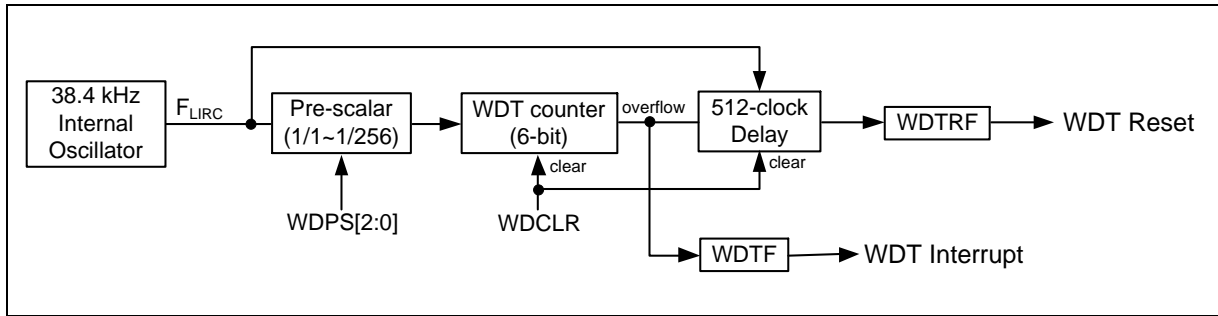 38.4 kHz
Internal
Oscillator
FLIRC
Pre-scalar
(1/1~1/256)
WDT counter
(6-bit)
overflow
512-clock
Delay
WDTRF
WDT Reset
clear
clear
WDPS[2:0]
WDCLR
WDTF
WDT Interrupt